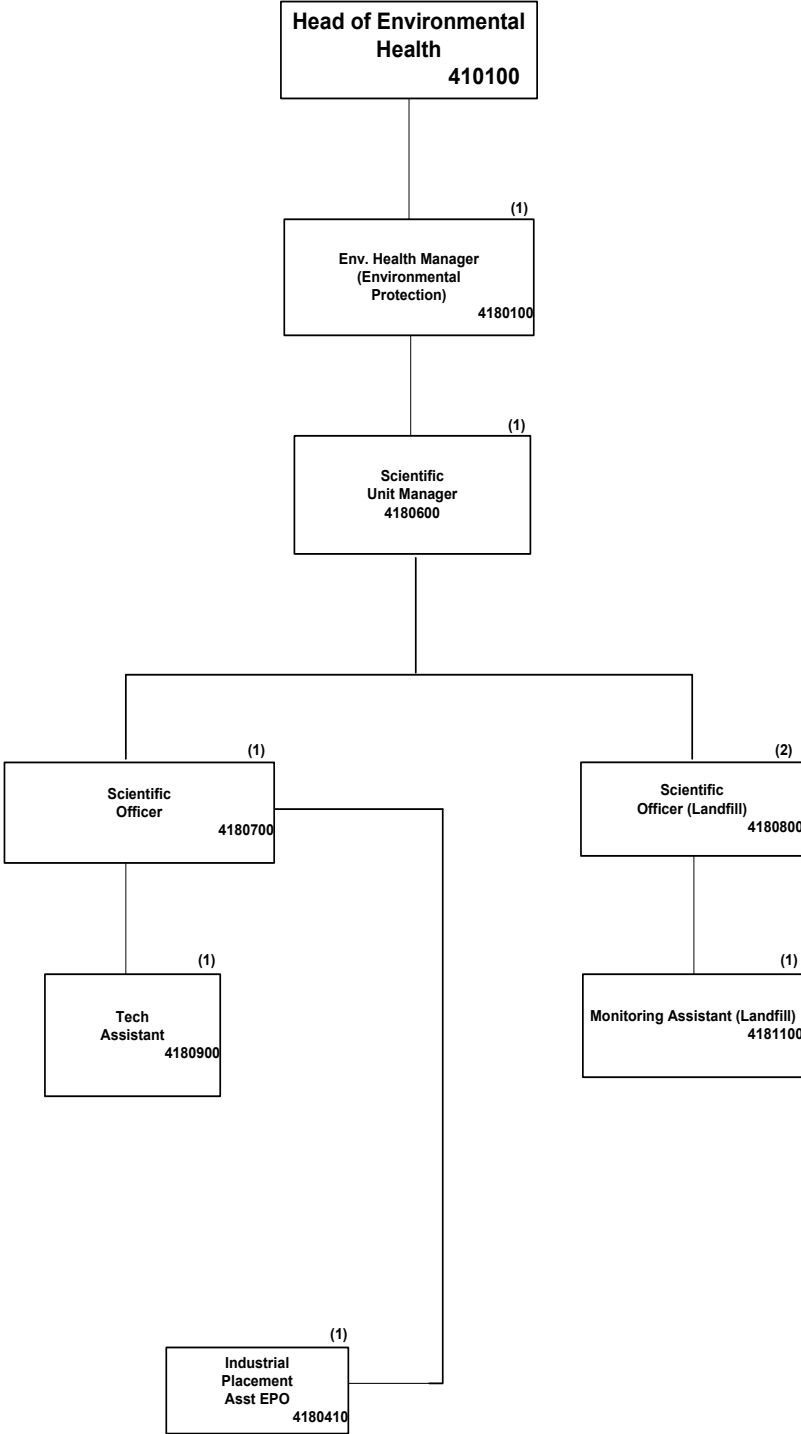 Head of Environmental
Health
410100
(1)
Env. Health Manager
(Environmental
Protection)
4180100
(1)
Scientific
Unit Manager
4180600
(1)
Scientific
Officer
4180700
(2)
Scientific
Officer (Landfill)
4180800
(1)
Tech
Assistant
4180900
(1)
Monitoring Assistant (Landfill)
4181100
(1)
Industrial
Placement
Asst EPO
4180410